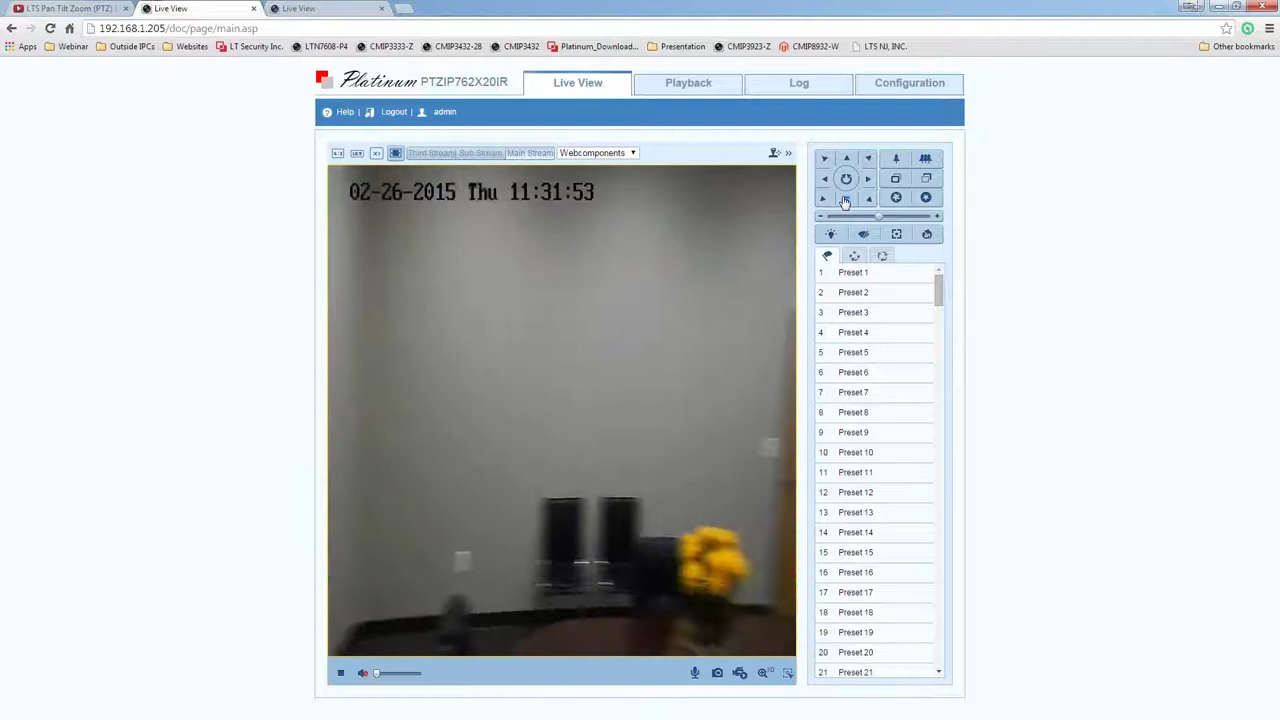 LTS Pan Tilt Zoom (PTZ)
Live View
Live View
192.168.1.205/doc/page/main.asp
Apps
Webinar
Outside IPCs
Websites
LT Security Inc.
LTN7608-P4
CMIP3333-Z
CMIP3432-28
CMIP3432
Platinum_Download...
Presentation
CMIP3923-Z
CMIP8932-W
LTS NJ, INC.
Other bookmarks
Platinum PTZIP762X20IR
Live View
Playback
Log
Configuration
Help |
Logout |
admin
Third Stream| Sub Stream| Main Stream|
Webcomponents
02-26-2015 Thu 11:31:53
1 Preset 1
2 Preset 2
3 Preset 3
4 Preset 4
5 Preset 5
6 Preset 6
7 Preset 7
8 Preset 8
9 Preset 9
10 Preset 10
11 Preset 11
12 Preset 12
13 Preset 13
14 Preset 14
15 Preset 15
16 Preset 16
17 Preset 17
18 Preset 18
19 Preset 19
20 Preset 20
21 Preset 21